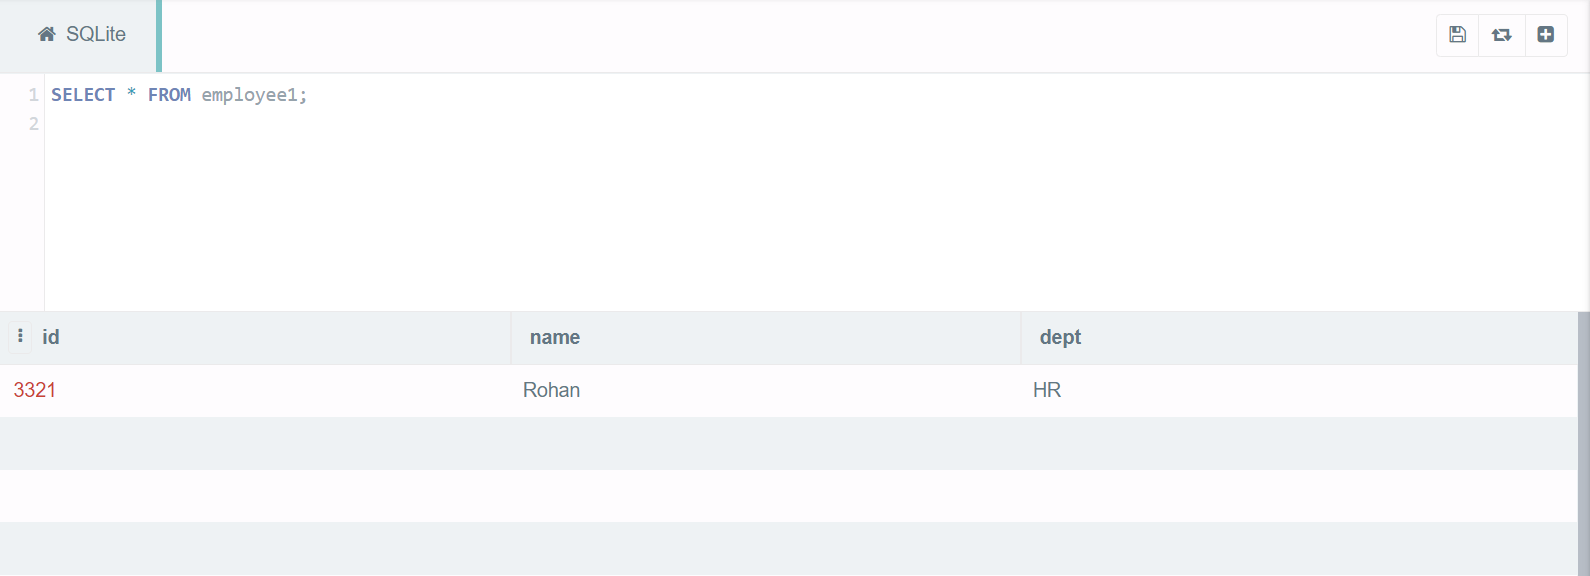 SQLite
1 SELECT * FROM employee1;
2
id name dept
3321 Rohan HR